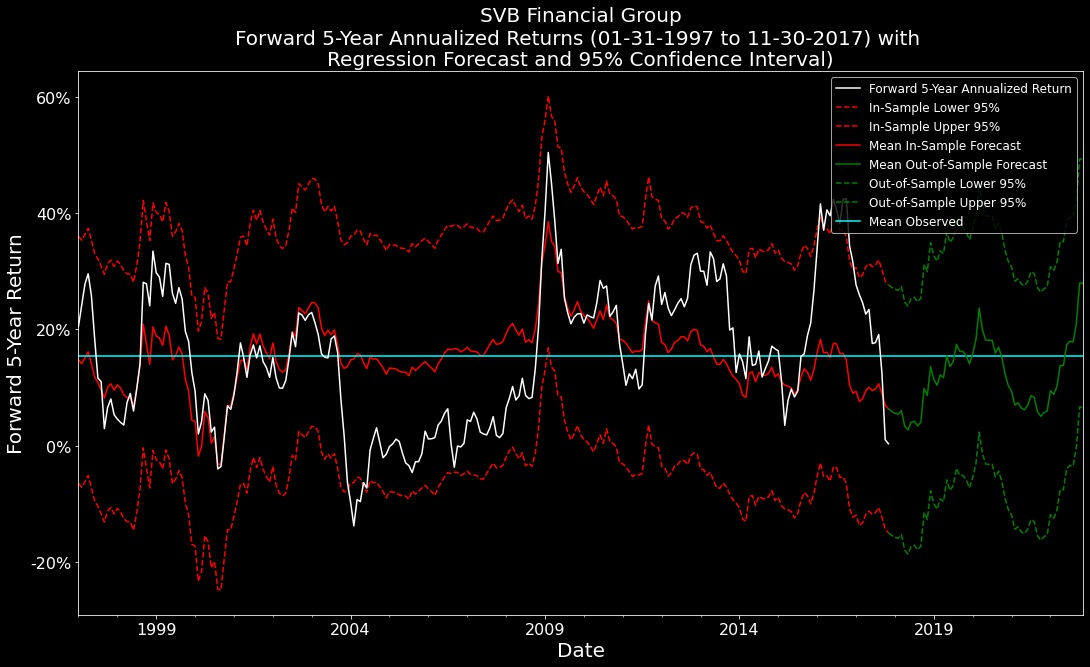 SVB Financial Group
Forward 5-Year Annualized Returns (01-31-1997 to 11-30-2017) with
Regression Forecast and 95% Confidence Interval)
Forward 5-Year Annualized Return
In-Sample Lower 95%
In-Sample Upper 95%
Mean In-Sample Forecast
Mean Out-of-Sample Forecast
Out-of-Sample Lower 95%
Out-of-Sample Upper 95%
Mean Observed
Forward 5-Year Return
60%
40%
20%
0%
-20%
1999 2004 2009 2014 2019
Date